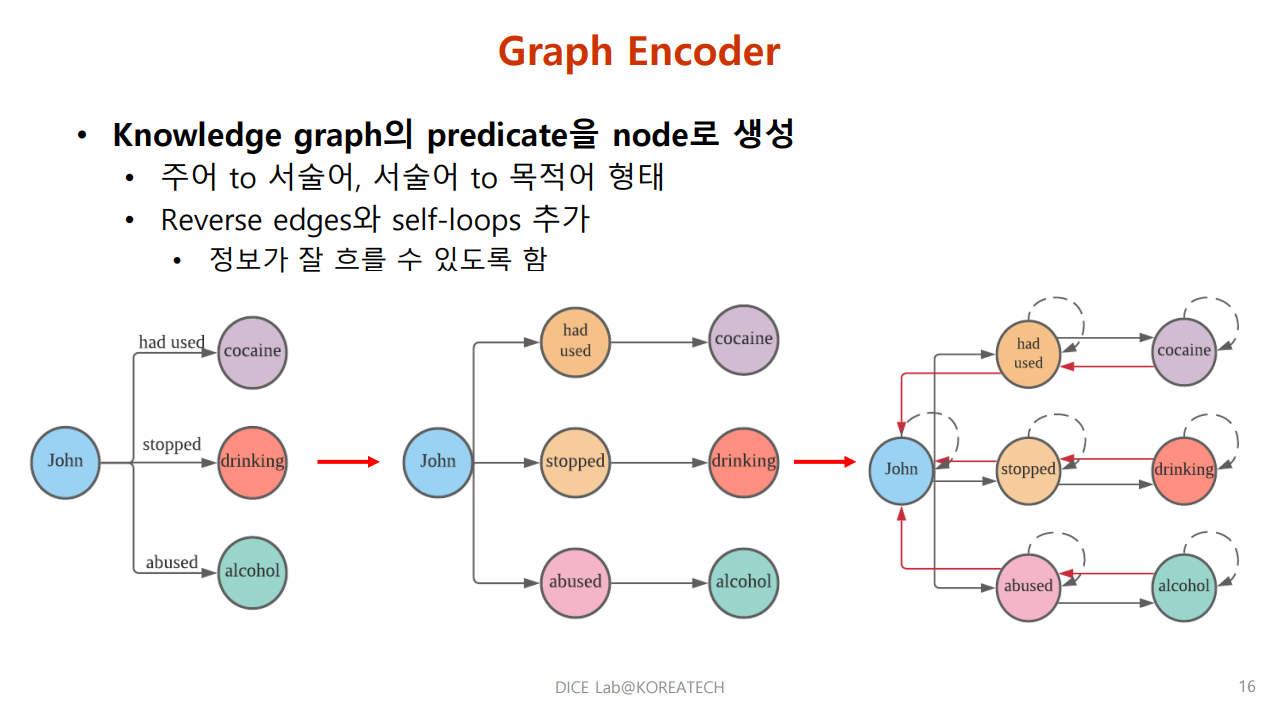 Graph Encoder
• Knowledge graph의 predicate을 node로 생성
• 주어 to 서술어, 서술어 to 목적어 형태
• Reverse edges와 self-loops 추가
• 정보가 잘 흐를 수 있도록 함
had used
cocaine
John
stopped
drinking
abused
alcohol
had
used
cocaine
John
stopped
drinking
abused
alcohol
had
used
cocaine
John
stopped
drinking
abused
alcohol
DICE Lab@KOREATECH
16